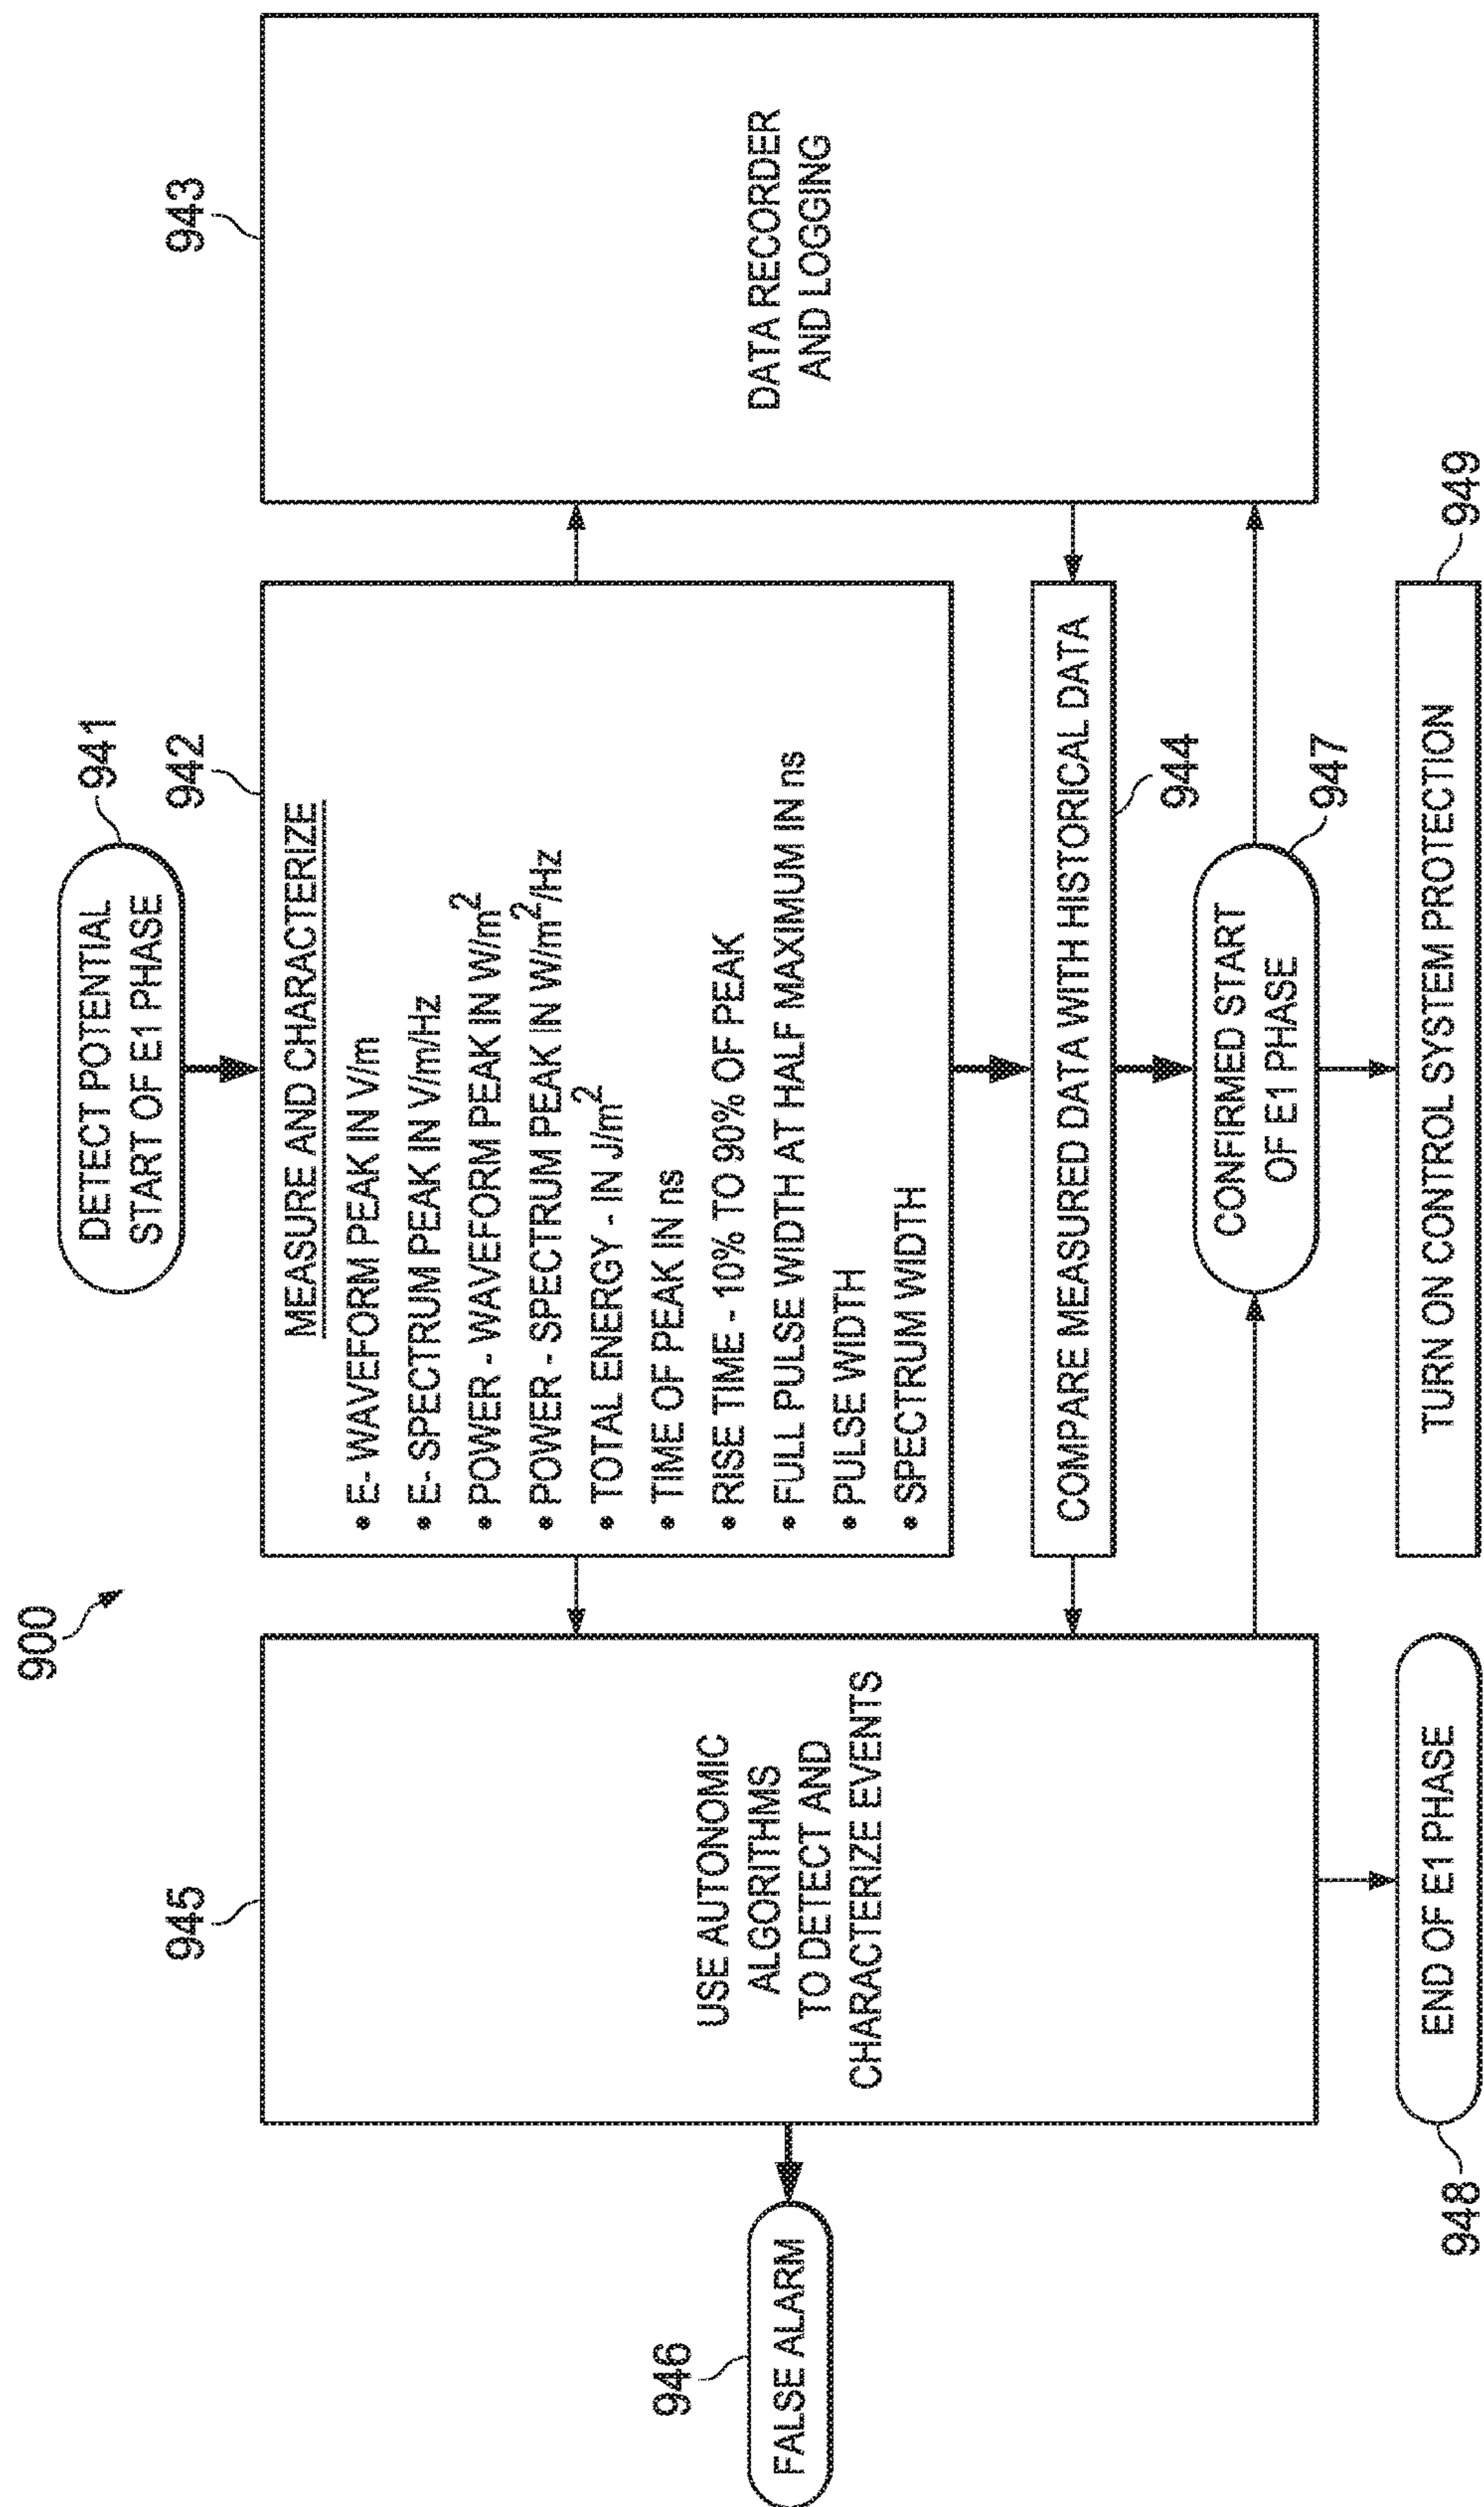 900
941
DETECT POTENTIAL
START OF E1 PHASE
945
942
943
USE AUTONOMIC
ALGORITHMS
TO DETECT AND
CHARACTERIZE EVENTS
MEASURE AND CHARACTERIZE
• E- WAVEFORM PEAK IN V/m
• E- SPECTRUM PEAK IN V/m/Hz
• POWER - WAVEFORM PEAK IN W/m²
• POWER - SPECTRUM PEAK IN W/m²/Hz
• TOTAL ENERGY - IN J/m²
• TIME OF PEAK IN ns
• RISE TIME - 10% TO 90% OF PEAK
• FULL PULSE WIDTH AT HALF MAXIMUM IN ns
• PULSE WIDTH
• SPECTRUM WIDTH
DATA RECORDER
AND LOGGING
946
FALSE ALARM
COMPARE MEASURED DATA WITH HISTORICAL DATA
944
CONFIRMED START
OF E1 PHASE
947
948
END OF E1 PHASE
TURN ON CONTROL SYSTEM PROTECTION
949